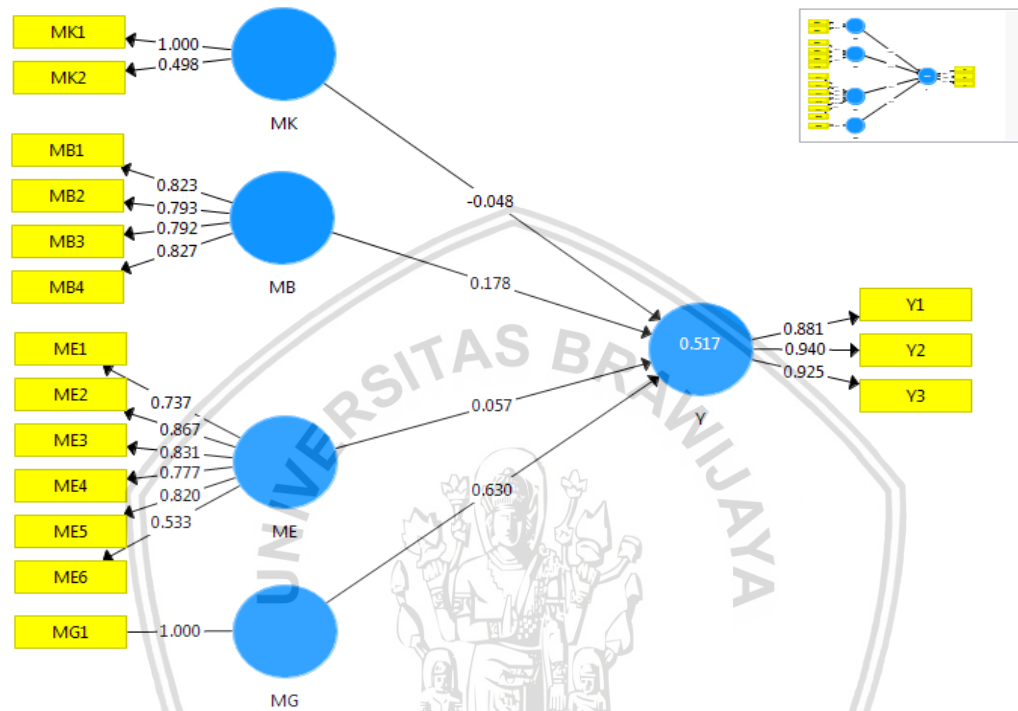 MK1
1.000
MK2
0.498
MK
MB1
0.823
MB2
0.793
MB3
0.792
MB4
0.827
MB
-0.048
0.178
ME1
0.737
ME2
0.867
ME3
0.831
ME4
0.777
ME5
0.820
ME6
0.533
ME
0.057
MG1
1.000
MG
0.630
0.517
Y
0.881
Y1
0.940
Y2
0.925
Y3
UNIVERSITAS BRAWIJAYA